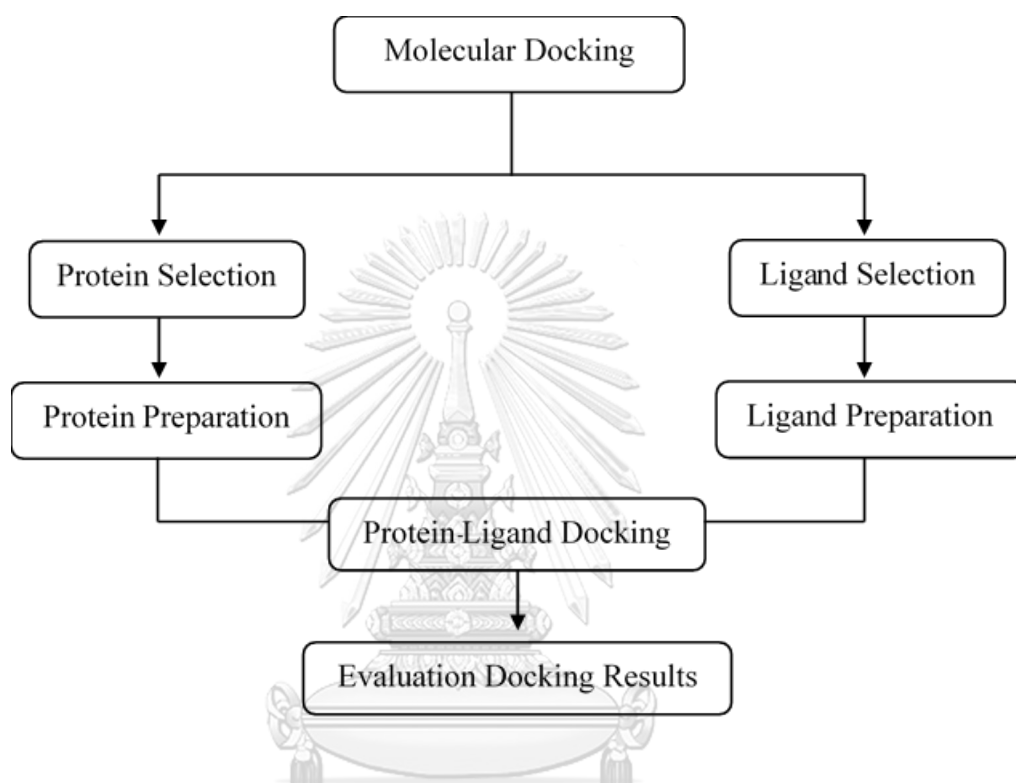 Molecular Docking
Protein Selection
Ligand Selection
Protein Preparation
Ligand Preparation
Protein-Ligand Docking
Evaluation Docking Results